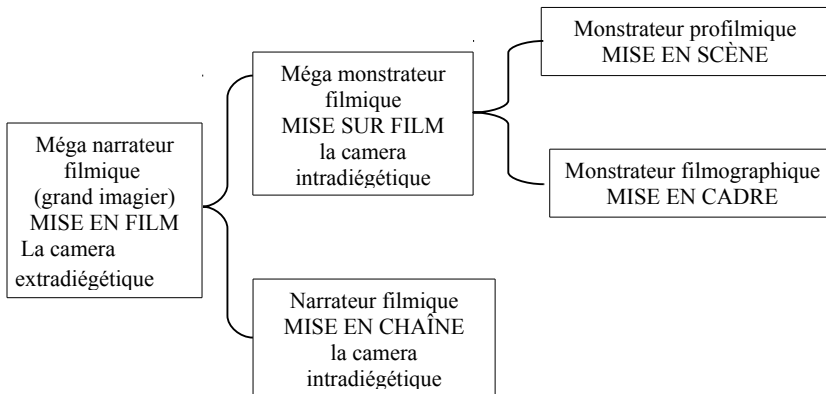 Méga narrateur
filmique
(grand imagier)
MISE EN FILM
La camera
extradiégétique
Méga monstrateur
filmique
MISE SUR FILM
la camera
intradiégétique
Narrateur filmique
MISE EN CHAÎNE
la camera
intradiégétique
Monstrateur profilmique
MISE EN SCÈNE
Monstrateur filmographique
MISE EN CADRE